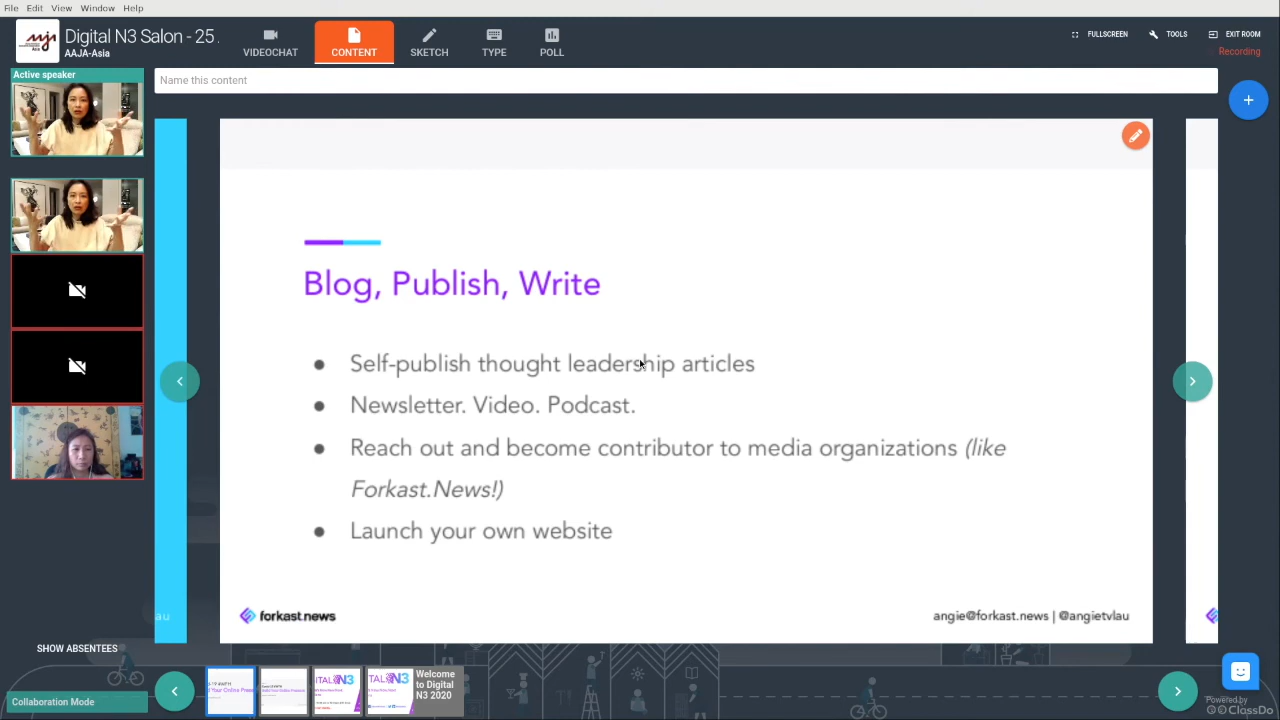 File Edit View Window Help
Digital N3 Salon - 25.
AAJA-Asia
VIDEOCHAT
CONTENT
SKETCH
TYPE
POLL
FULLSCREEN
TOOLS
EXIT ROOM
Recording
Active speaker
Name this content
Blog, Publish, Write
● Self-publish thought leadership articles
● Newsletter. Video. Podcast.
● Reach out and become contributor to media organizations (like
Forkast.News!)
● Launch your own website
au
forkast.news
angie@forkast.news | @angietvlau
SHOW ABSENTEES
Collaboration Mode
ITALN3
ITALN3
Welcome
to Digital
N3 2020
Powered by
ClassDo